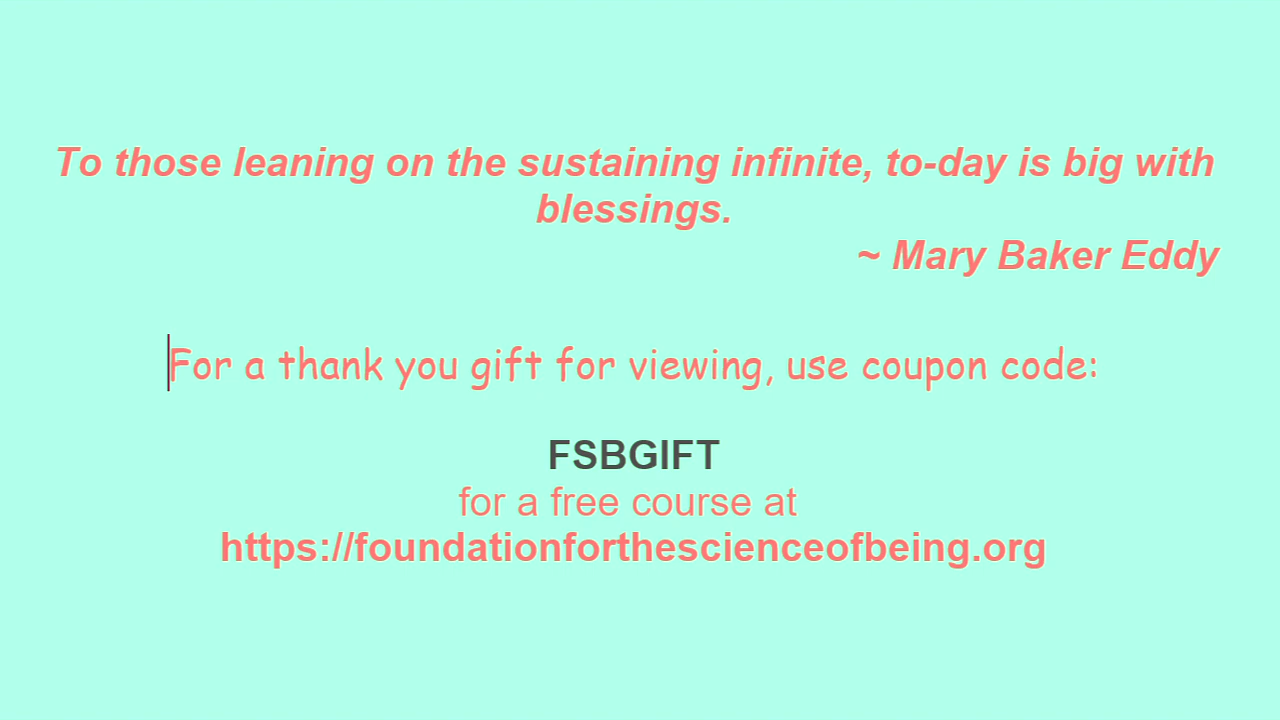 To those leaning on the sustaining infinite, to-day is big with
blessings.
~ Mary Baker Eddy
For a thank you gift for viewing, use coupon code:
FSBGIFT
for a free course at
https://foundationforthescienceofbeing.org